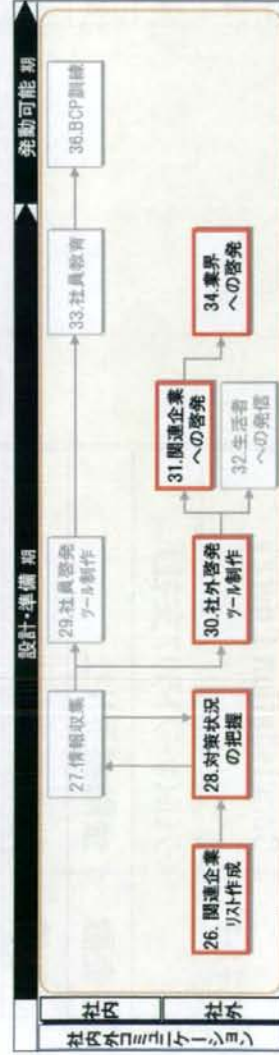 設計・準備 期
発動可能 期
社内外コミュニケーション
社内
社外
27.情報収集
29.社員啓発
ツール制作
33.社員教育
36.BCP訓練
26. 関連企業
リスト作成
28.対策状況
の把握
30.社外啓発
ツール制作
31.関連企業
への啓発
32.生活者
への発信
34.業界
への啓発